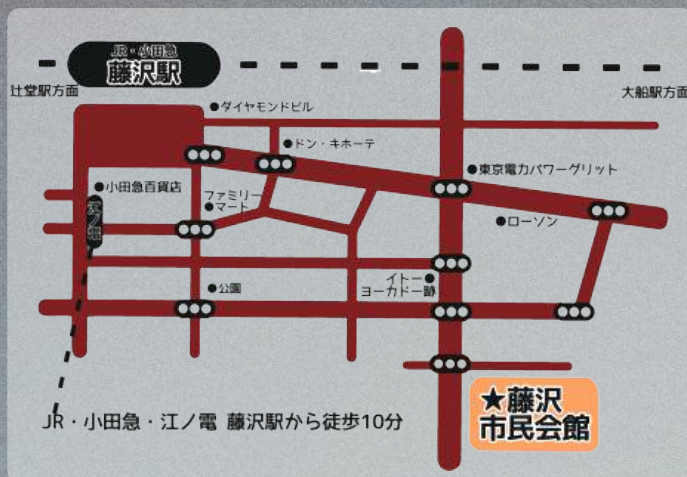 JR・小田急
藤沢駅
辻堂駅方面
大船駅方面
●ダイヤモンドビル
●ドン・キホーテ
●東京電力パワーグリット
●小田急百貨店
ファミリー
●マート
●ローソン
江ノ電
イトー●
ヨーカドー跡
●公園
★藤沢
市民会館
JR・小田急・江ノ電 藤沢駅から徒歩10分